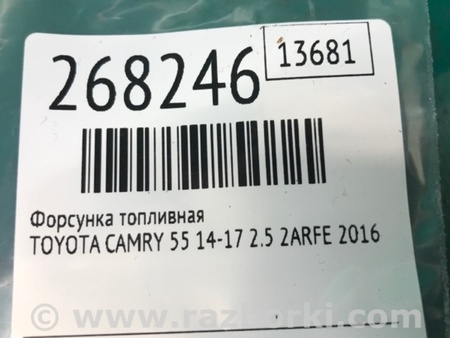 268246
13681
Форсунка топливная
TOYOTA CAMRY 55 14-17 2.5 2ARFE 2016
© www.razborki.com